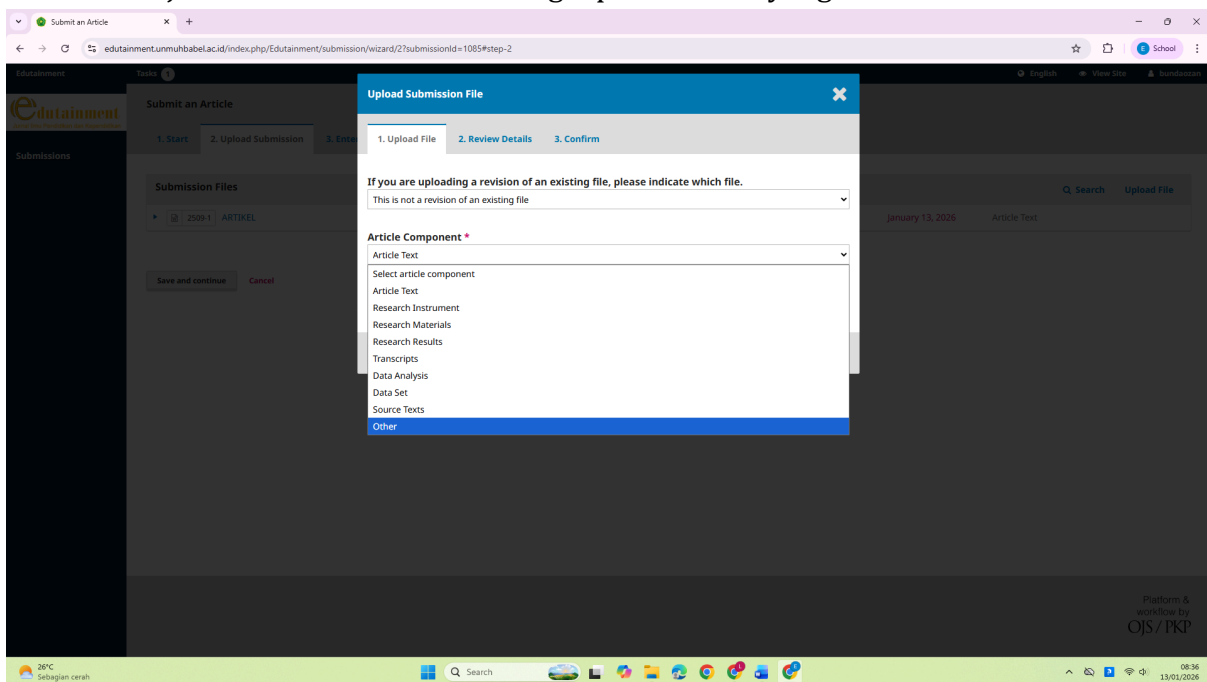 Submit an Article
edutainment.unmuhbabel.ac.id/index.php/Edutainment/submission/wizard/2?submissionId=1085#step-2
E School
Edutainment
Tasks 1
English
View Site
bundaosan
Edutainment
Submissions
Submit an Article
1. Start
2. Upload Submission
3. Ente
Submission Files
Search
Upload File
2509-1 ARTIKEL
January 13, 2026
Article Text
Save and continue
Cancel
Upload Submission File
1. Upload File
2. Review Details
3. Confirm
If you are uploading a revision of an existing file, please indicate which file.
This is not a revision of an existing file
Article Component *
Article Text
Select article component
Article Text
Research Instrument
Research Materials
Research Results
Transcripts
Data Analysis
Data Set
Source Texts
Other
Platform &
workflow by
OJS / PKP
26°C
Sebagian cerah
Search
08:36
13/01/2026